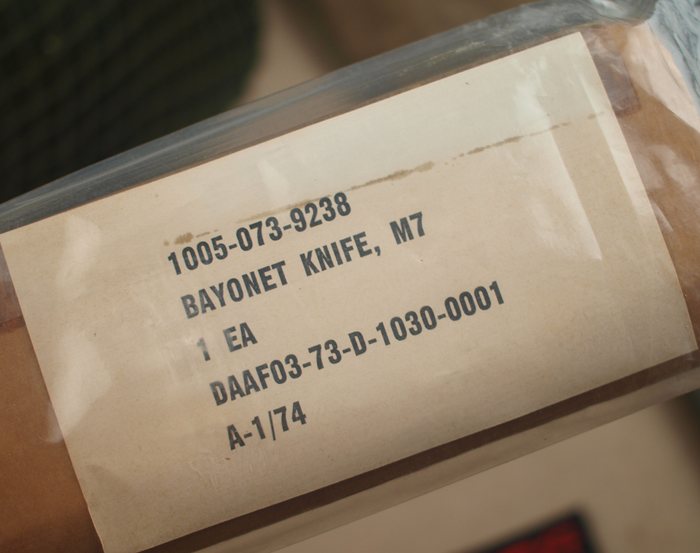 1005-073-9238
BAYONET KNIFE, M7
1 EA
DAAF03-73-D-1030-0001
A-1/74